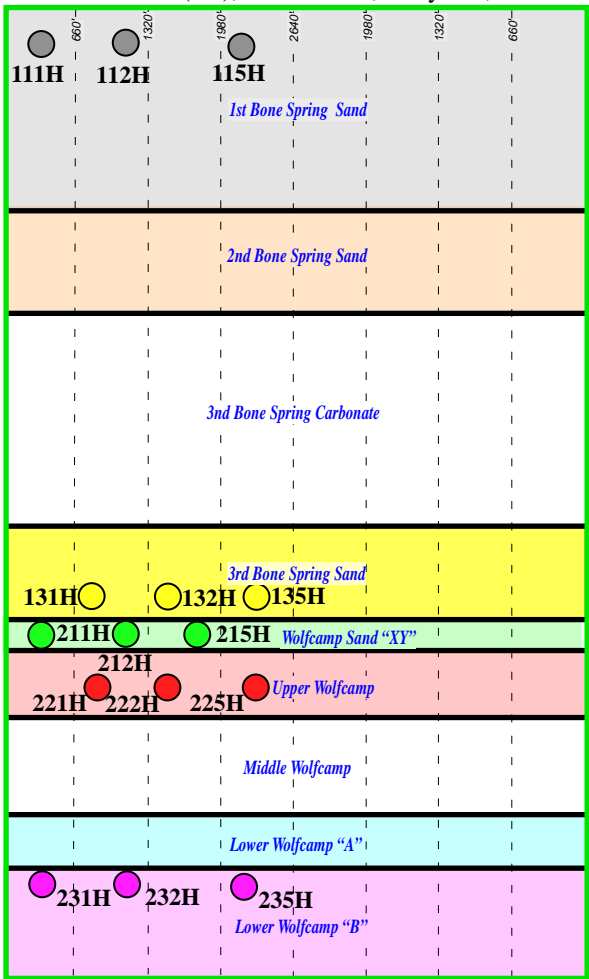 660'
1320'
1980'
2640'
1980'
1320'
660'
111H
112H
115H
1st Bone Spring Sand
2nd Bone Spring Sand
3nd Bone Spring Carbonate
3rd Bone Spring Sand
131H
132H
135H
211H
212H
215H
Wolfcamp Sand “XY”
221H
222H
225H
Upper Wolfcamp
Middle Wolfcamp
Lower Wolfcamp “A”
231H
232H
235H
Lower Wolfcamp “B”